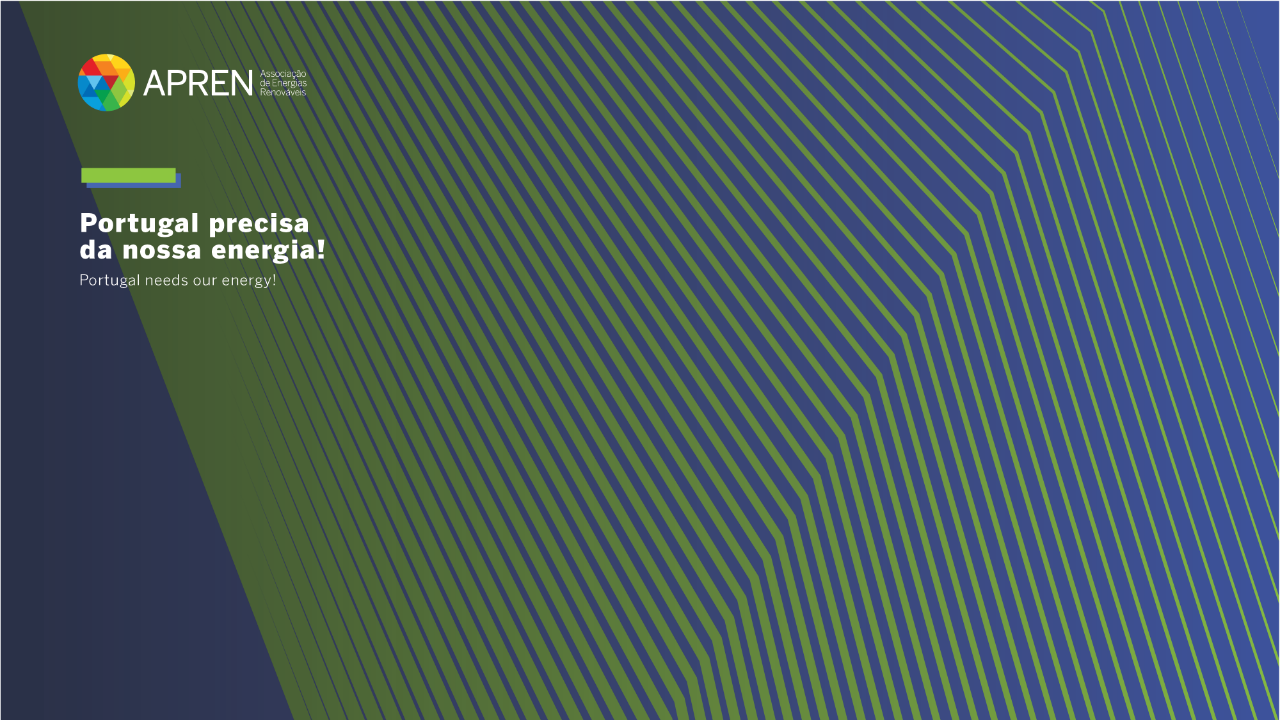 APREN
Associação
de Energias
Renováveis
Portugal precisa
da nossa energia!
Portugal needs our energy!